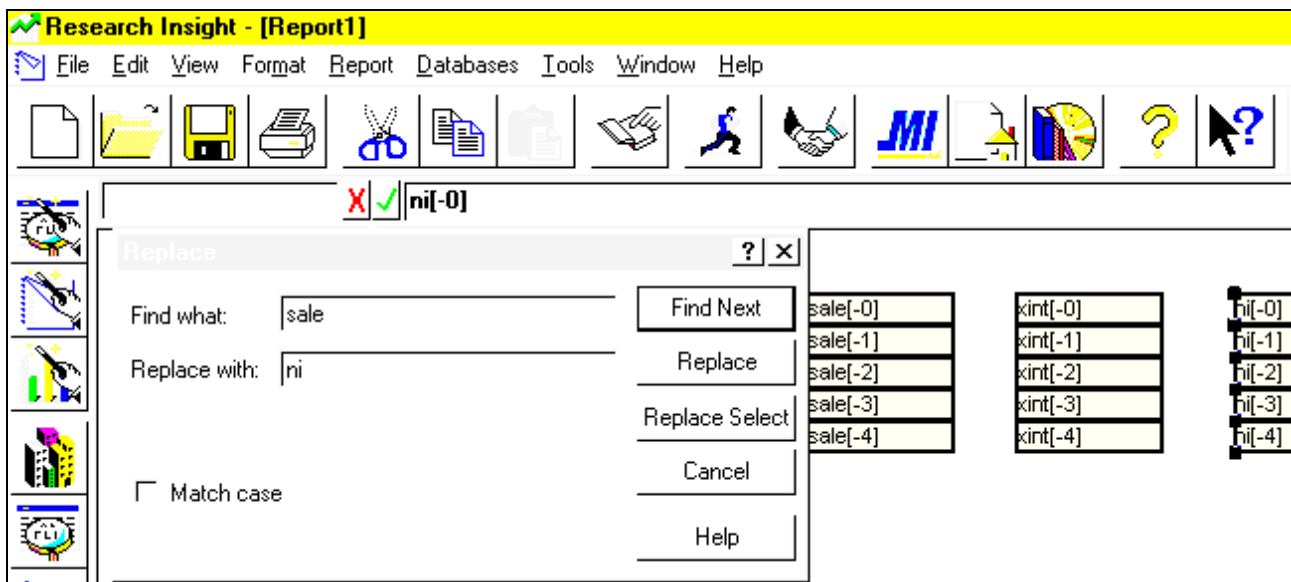 Research Insight - [Report1]
File Edit View Format Report Databases Tools Window Help
MI
ni[-0]
Replace
Find what: sale
Replace with: ni
Match case
Find Next
Replace
Replace Select
Cancel
Help
sale[-0] xint[-0] ni[-0]
sale[-1] xint[-1] ni[-1]
sale[-2] xint[-2] ni[-2]
sale[-3] xint[-3] ni[-3]
sale[-4] xint[-4] ni[-4]